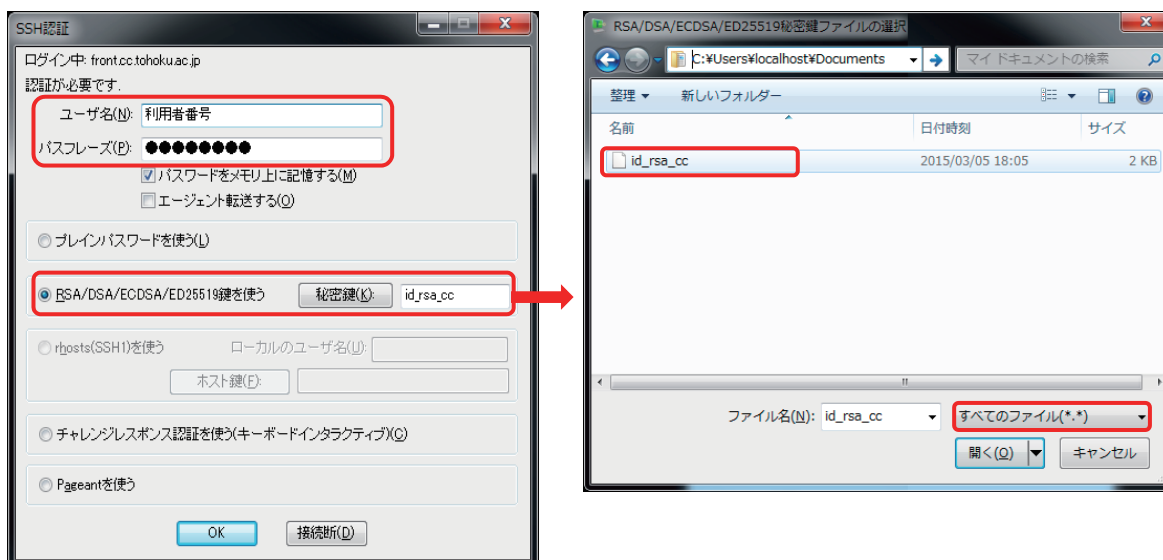 SSH認証
ログイン中: front.cc.tohoku.ac.jp
認証が必要です.
ユーザ名(N): 利用者番号
パスフレーズ(P): ●●●●●●●●
パスワードをメモリ上に記憶する(M)
エージェント転送する(O)
プレインパスワードを使う(L)
RSA/DSA/ECDSA/ED25519鍵を使う 秘密鍵(K): id_rsa_cc
rhosts(SSH1)を使う ローカルのユーザ名(U):
ホスト鍵(F):
チャレンジレスポンス認証を使う(キーボードインタラクティブ)(C)
Pageantを使う
OK 接続断(D)
RSA/DSA/ECDSA/ED25519秘密鍵ファイルの選択
C:¥Users¥localhost¥Documents マイ ドキュメントの検索
整理 新しいフォルダー
名前 日付時刻 サイズ
id_rsa_cc 2015/03/05 18:05 2 KB
ファイル名(N): id_rsa_cc すべてのファイル(*.*)
開く(O) キャンセル